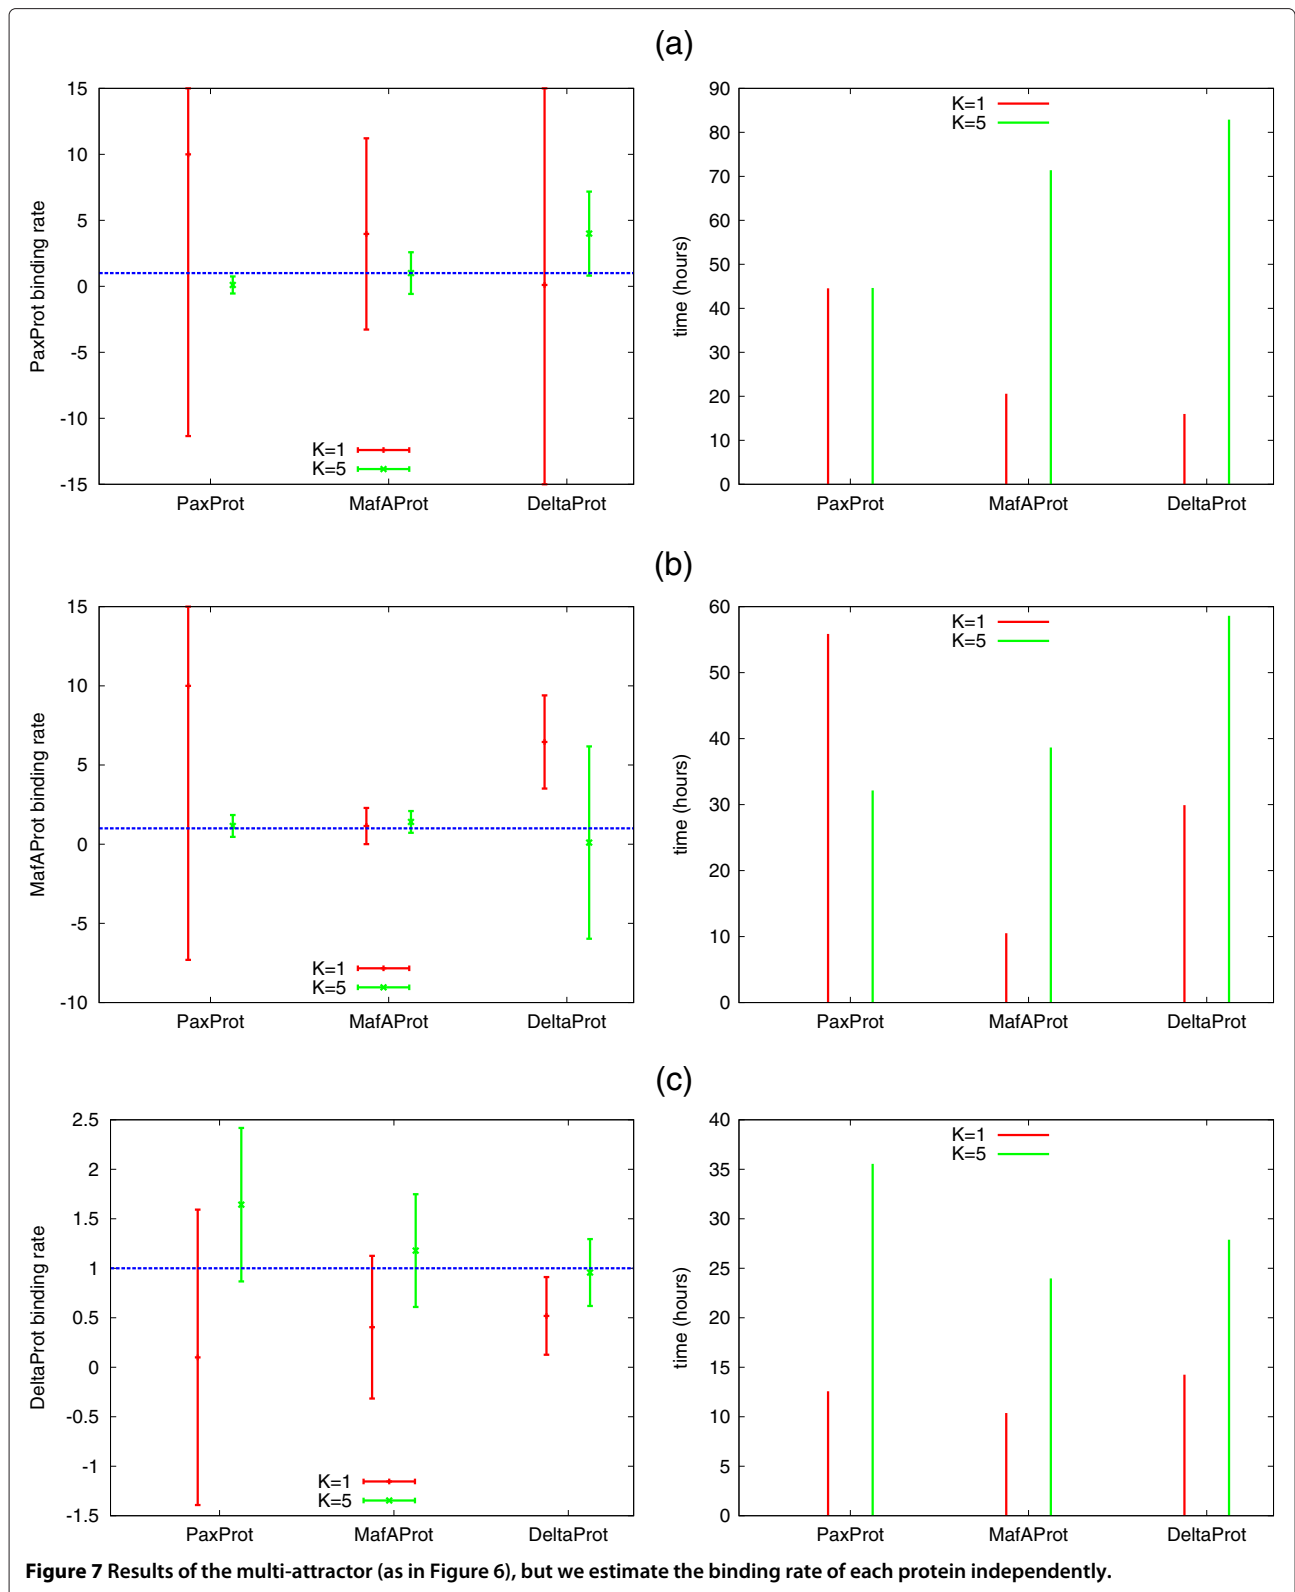 (a)
15
10
5
0
-5
-10
-15
PaxProt binding rate
K=1
K=5
PaxProt
MafAProt
DeltaProt
90
80
70
60
50
40
30
20
10
0
time (hours)
K=1
K=5
PaxProt
MafAProt
DeltaProt
(b)
15
10
5
0
-5
-10
MafAProt binding rate
K=1
K=5
PaxProt
MafAProt
DeltaProt
60
50
40
30
20
10
0
time (hours)
K=1
K=5
PaxProt
MafAProt
DeltaProt
(c)
2.5
2
1.5
1
0.5
0
-0.5
-1
-1.5
DeltaProt binding rate
K=1
K=5
PaxProt
MafAProt
DeltaProt
40
35
30
25
20
15
10
5
0
time (hours)
K=1
K=5
PaxProt
MafAProt
DeltaProt
Figure 7 Results of the multi-attractor (as in Figure 6), but we estimate the binding rate of each protein independently.